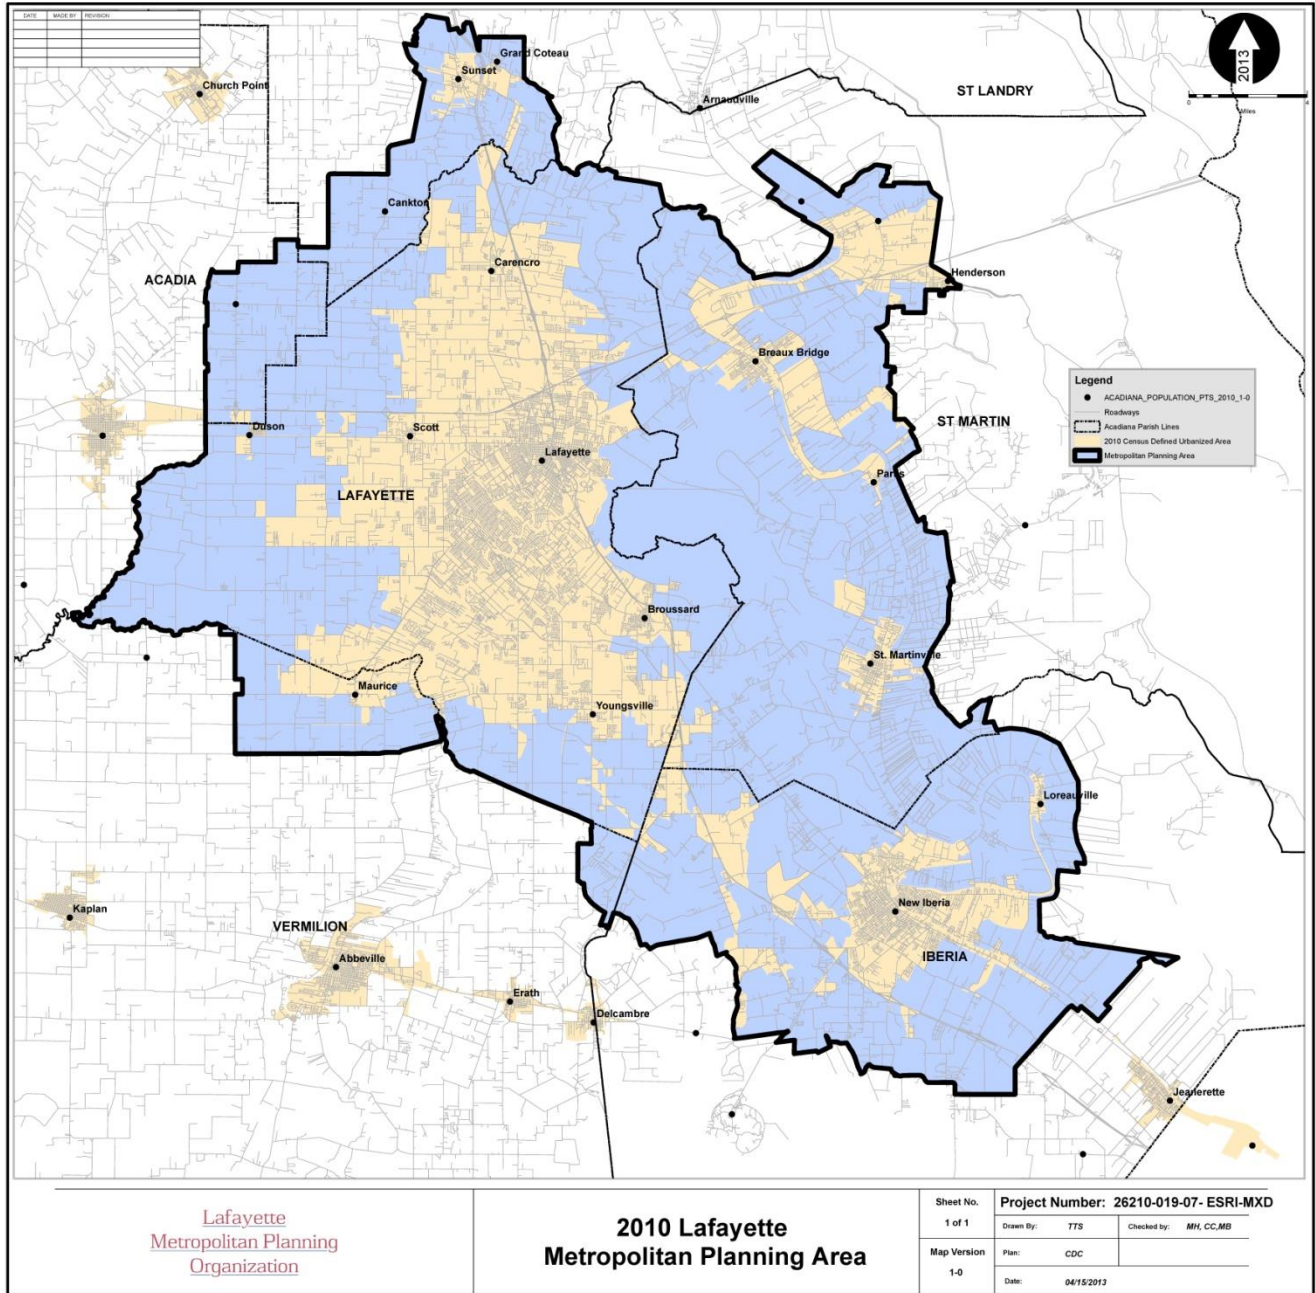 DATE MADE BY REVISION
2013
0 4
Miles
Grand Coteau
Sunset
Church Point
Arnaudville
ST LANDRY
Cankton
Carencro
ACADIA
Henderson
Breaux Bridge
Legend
ACADIANA_POPULATION_PTS_2010_1-0
Roadways
Acadiana Parish Lines
2010 Census Defined Urbanized Area
Metropolitan Planning Area
ST MARTIN
Duson
Scott
Lafayette
Parks
LAFAYETTE
Broussard
St. Martinville
Maurice
Youngsville
Loreauville
Kaplan
New Iberia
VERMILION
Abbeville
IBERIA
Erath
Delcambre
Jeanerette
Lafayette
Metropolitan Planning
Organization
2010 Lafayette
Metropolitan Planning Area
Sheet No.
1 of 1
Map Version
1-0
Project Number: 26210-019-07- ESRI-MXD
Drawn By: TTS Checked by: MH, CC,MB
Plan: CDC
Date: 04/15/2013